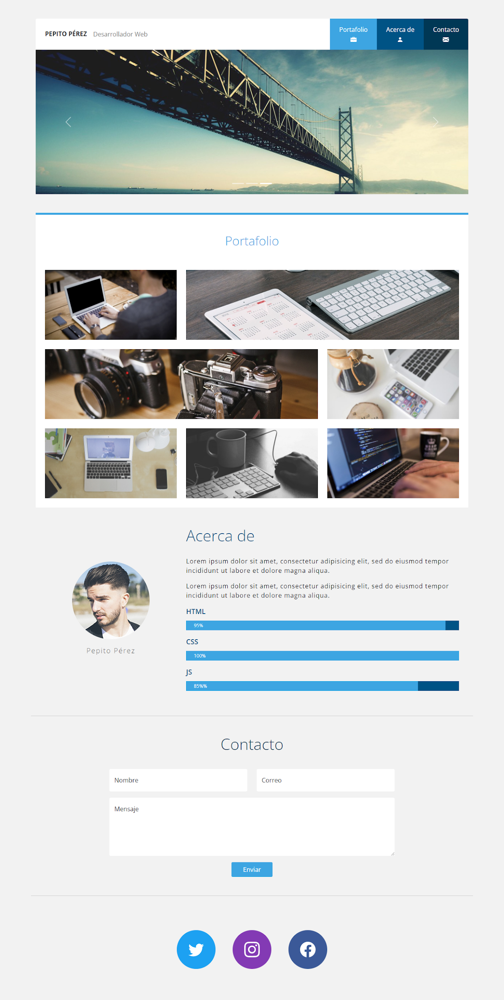 PEPITO PÉREZ Desarrollador Web
Portafolio
Acerca de
Contacto
Portafolio
2015
Acerca de
Lorem ipsum dolor sit amet, consectetur adipisicing elit, sed do eiusmod tempor
incididunt ut labore et dolore magna aliqua.
Lorem ipsum dolor sit amet, consectetur adipisicing elit, sed do eiusmod tempor
incididunt ut labore et dolore magna aliqua.
HTML
95%
CSS
100%
JS
85%%
Pepito Pérez
Contacto
Nombre
Correo
Mensaje
Enviar